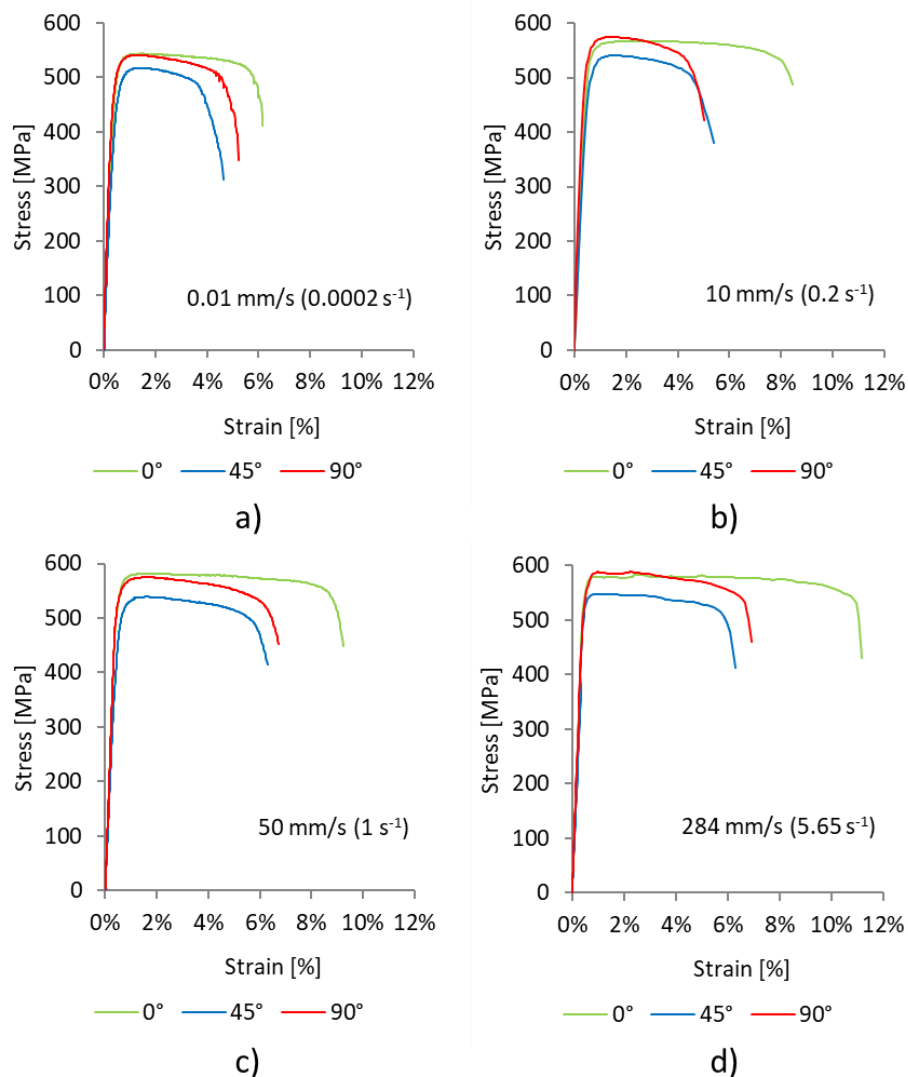 600
500
400
300
200
100
0
Stress [MPa]
0.01 mm/s (0.0002 s⁻¹)
0% 2% 4% 6% 8% 10% 12%
Strain [%]
0° 45° 90°
a)
600
500
400
300
200
100
0
Stress [MPa]
10 mm/s (0.2 s⁻¹)
0% 2% 4% 6% 8% 10% 12%
Strain [%]
0° 45° 90°
b)
600
500
400
300
200
100
0
Stress [MPa]
50 mm/s (1 s⁻¹)
0% 2% 4% 6% 8% 10% 12%
Strain [%]
0° 45° 90°
c)
600
500
400
300
200
100
0
Stress [MPa]
284 mm/s (5.65 s⁻¹)
0% 2% 4% 6% 8% 10% 12%
Strain [%]
0° 45° 90°
d)